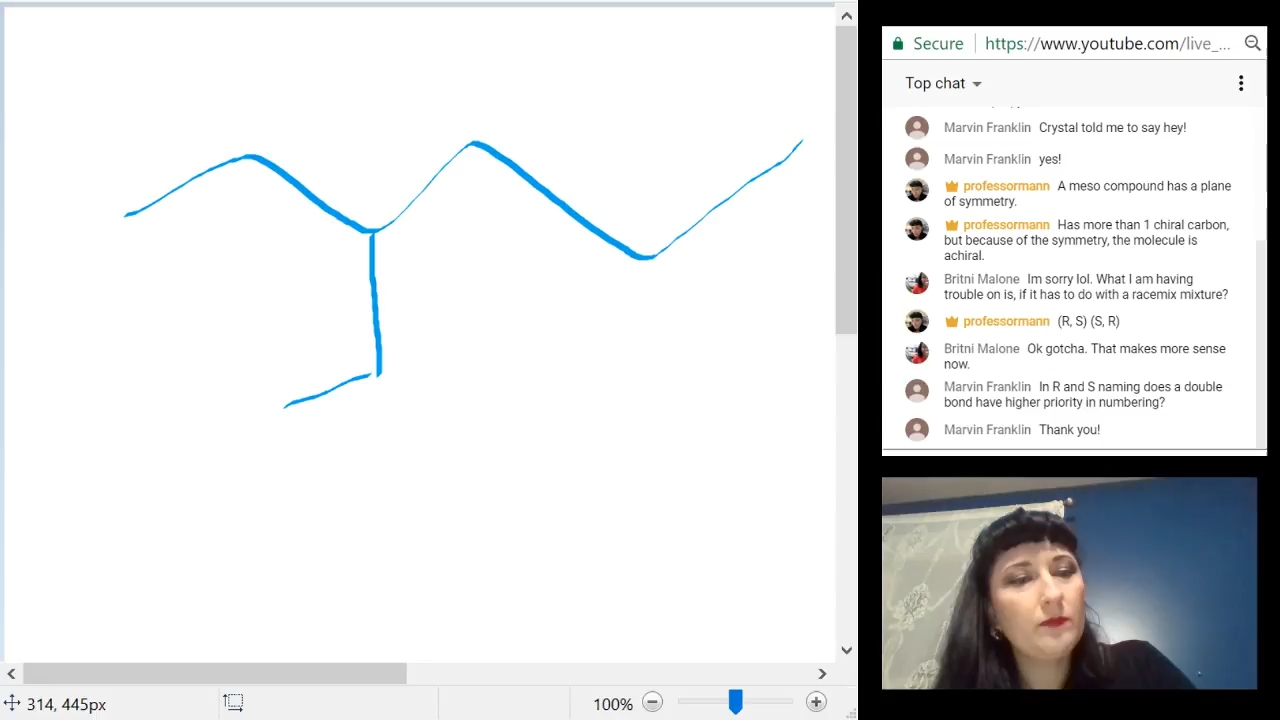 Secure https://www.youtube.com/live_...
Top chat
Marvin Franklin Crystal told me to say hey!
Marvin Franklin yes!
professormann A meso compound has a plane
of symmetry.
professormann Has more than 1 chiral carbon,
but because of the symmetry, the molecule is
achiral.
Britni Malone Im sorry lol. What I am having
trouble on is, if it has to do with a racemix mixture?
professormann (R, S) (S, R)
Britni Malone Ok gotcha. That makes more sense
now.
Marvin Franklin In R and S naming does a double
bond have higher priority in numbering?
Marvin Franklin Thank you!
314, 445px
100%